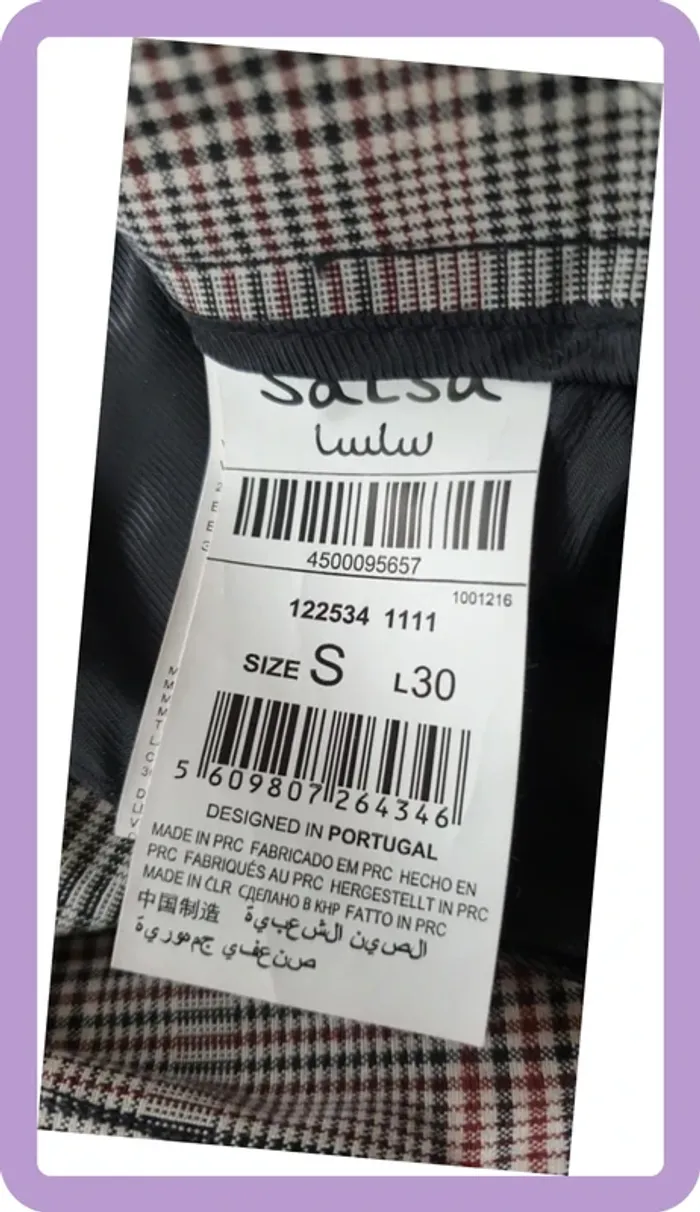 Salsa
سلسا
4500095657
1001216
122534 1111
SIZE S L30
5 609807 264346
DESIGNED IN PORTUGAL
MADE IN PRC FABRICADO EM PRC HECHO EN
PRC FABRIQUÉS AU PRC HERGESTELLT IN PRC
MADE IN ČLR СДЕЛАНО В КНР FATTO IN PRC
中国制造 الصين الشعبية
صنع في جمهورية